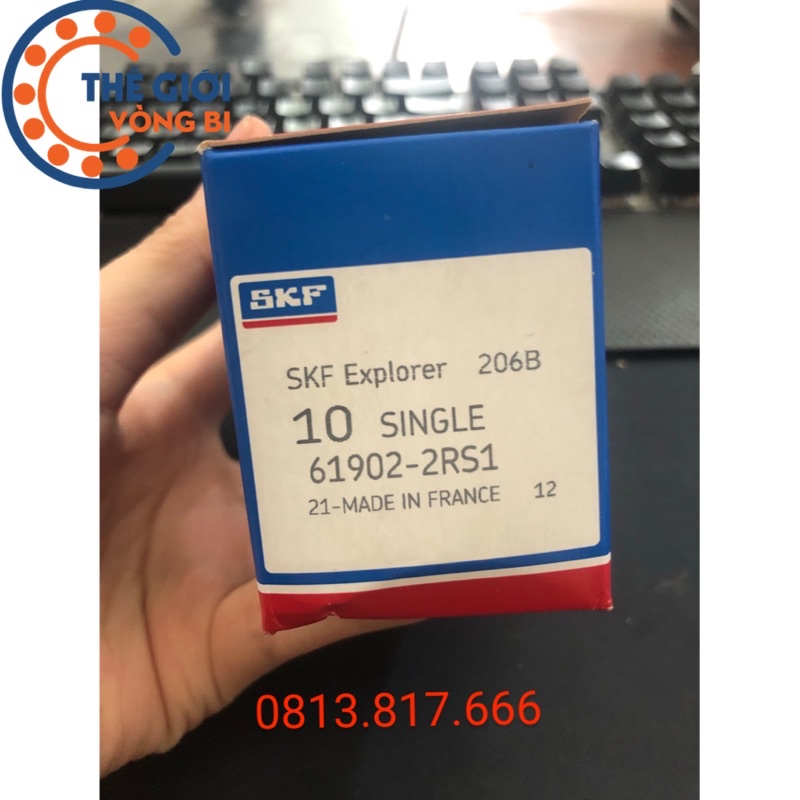 THẾ GIỚI
VÒNG BI
SKF
SKF Explorer 206B
10 SINGLE
61902-2RS1
21-MADE IN FRANCE 12
0813.817.666